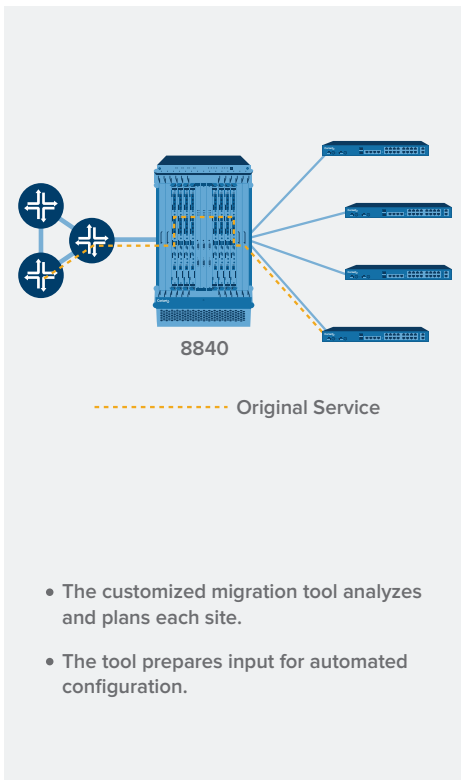 8840
Original Service
• The customized migration tool analyzes
and plans each site.
• The tool prepares input for automated
configuration.